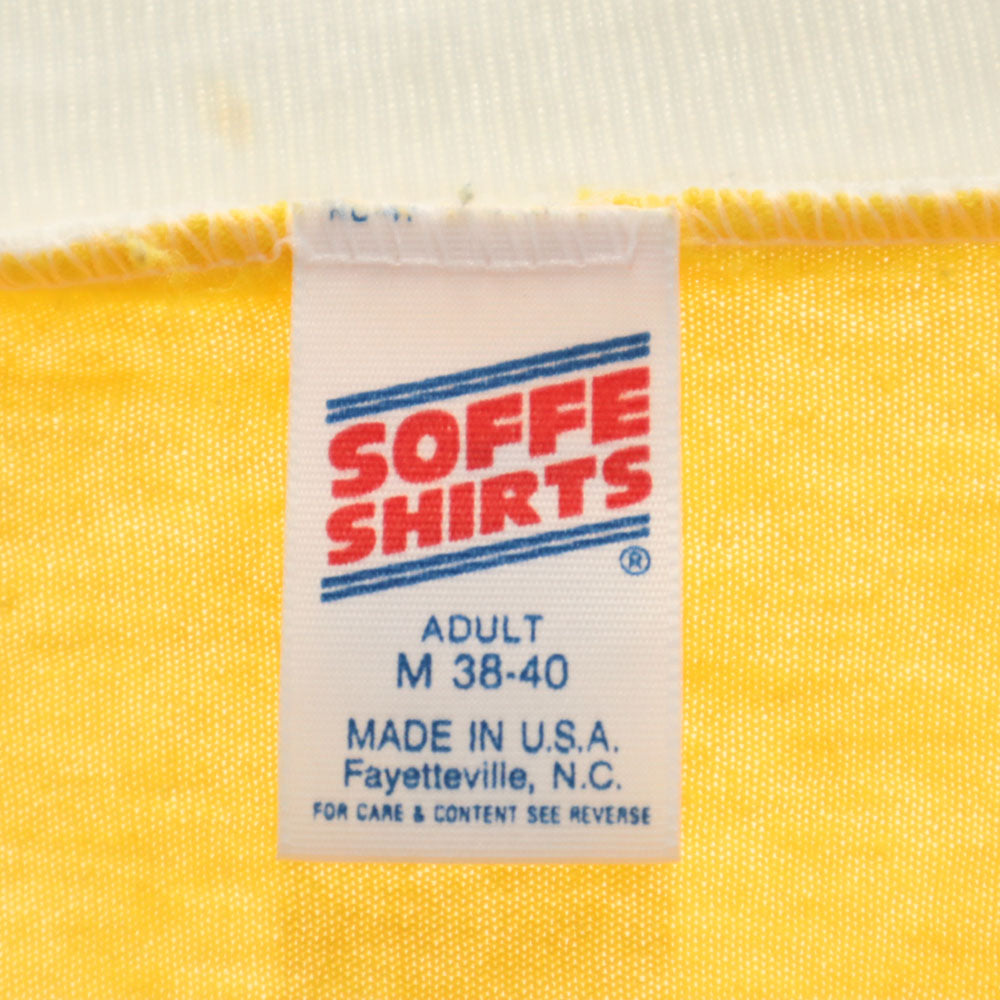 SOFFE
SHIRTS
®
ADULT
M 38-40
MADE IN U.S.A.
Fayetteville, N.C.
FOR CARE & CONTENT SEE REVERSE